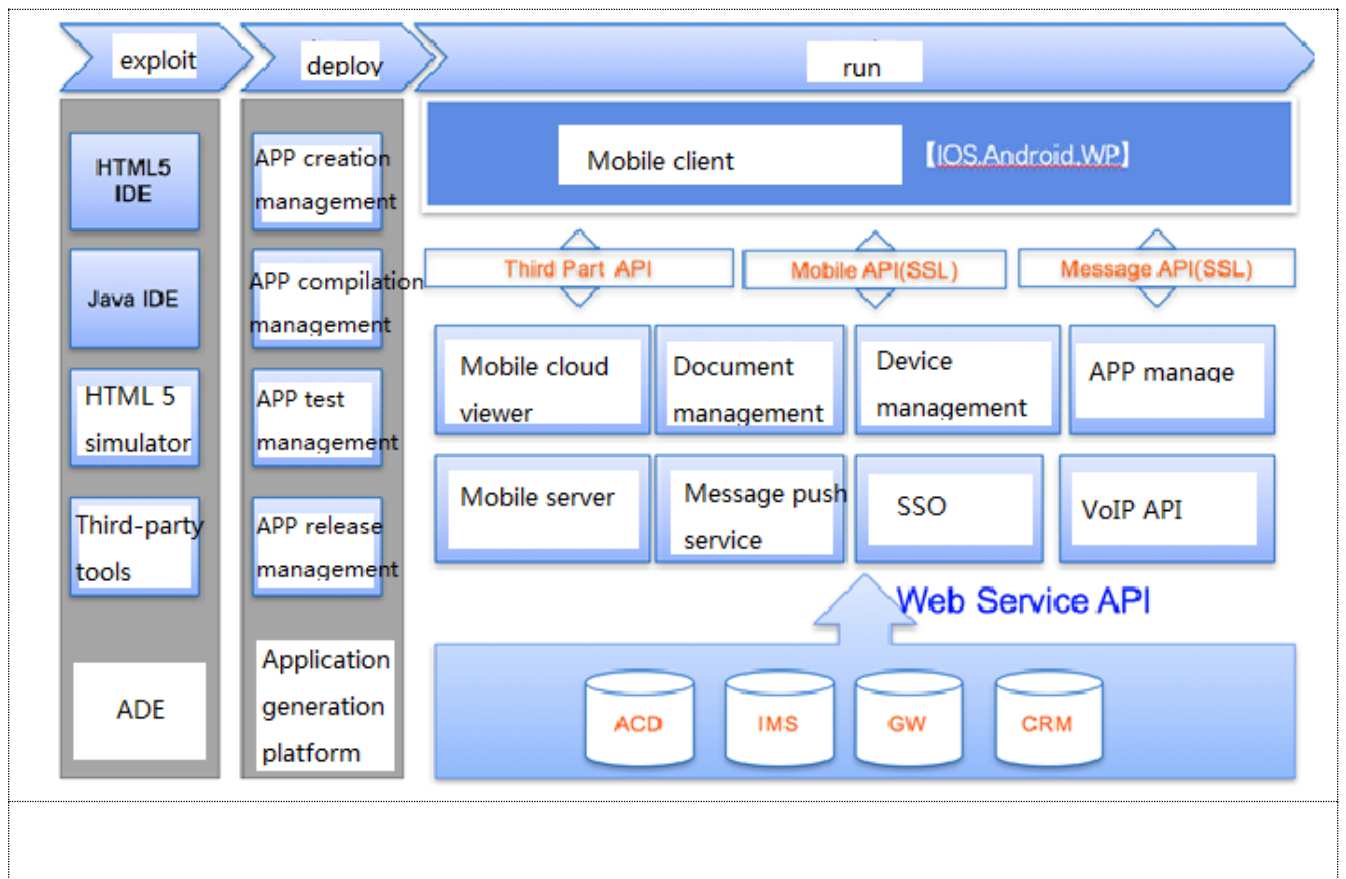 exploit
deploy
run
HTML5
IDE
Java IDE
HTML 5
simulator
Third-party
tools
ADE
APP creation
management
APP compilation
management
APP test
management
APP release
management
Application
generation
platform
Mobile client
【IOS.Android.WP】
Third Part API
Mobile API(SSL)
Message API(SSL)
Mobile cloud
viewer
Document
management
Device
management
APP manage
Mobile server
Message push
service
SSO
VoIP API
Web Service API
ACD
IMS
GW
CRM